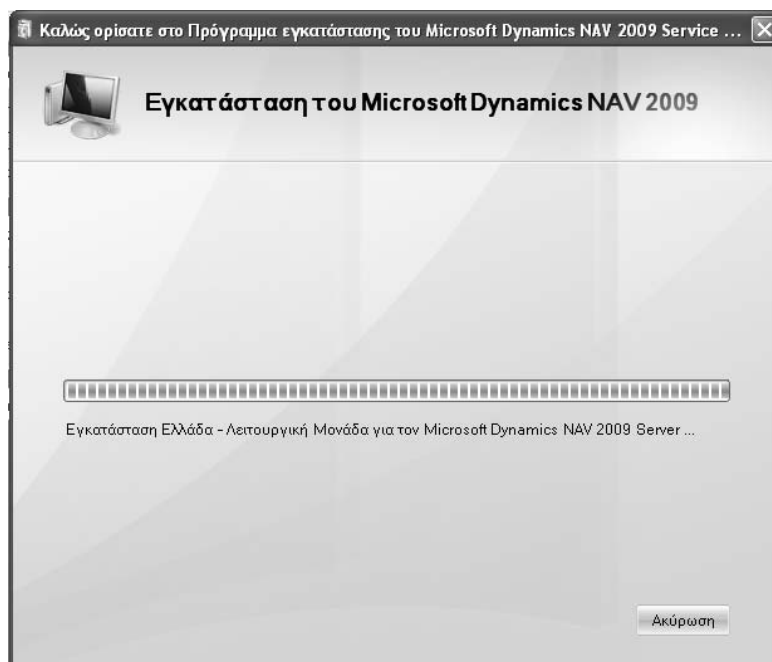 Καλώς ορίσατε στο Πρόγραμμα εγκατάστασης του Microsoft Dynamics NAV 2009 Service ...
Εγκατάσταση του Microsoft Dynamics NAV 2009
Εγκατάσταση Ελλάδα - Λειτουργική Μονάδα για τον Microsoft Dynamics NAV 2009 Server ...
Ακύρωση